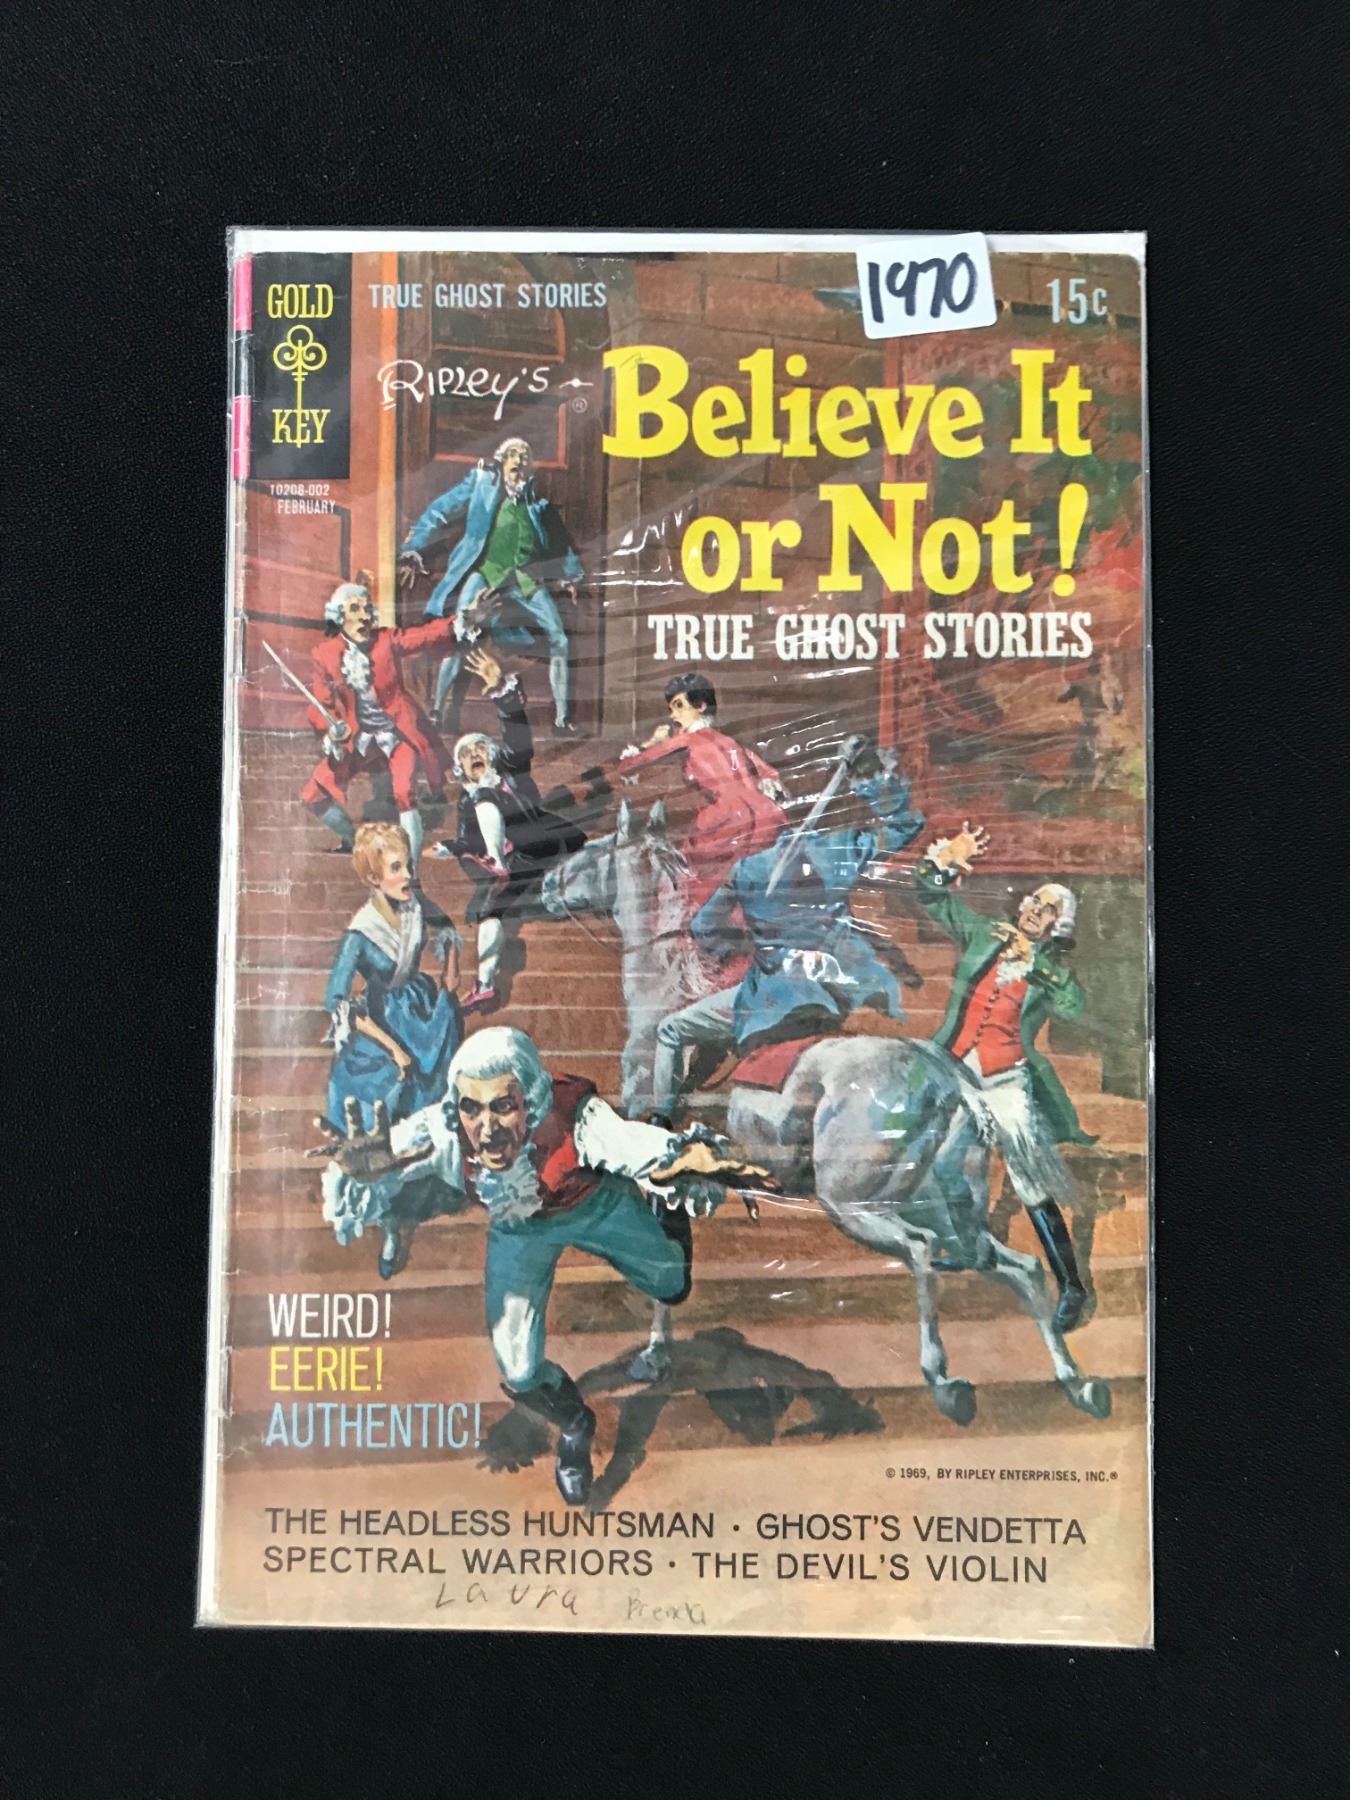 1970
GOLD
KEY
TRUE GHOST STORIES
15c
RIPLEY'S
®
Believe It
or Not!
10208-002
FEBRUARY
TRUE GHOST STORIES
WEIRD!
EERIE!
AUTHENTIC!
© 1969, BY RIPLEY ENTERPRISES, INC.®
THE HEADLESS HUNTSMAN · GHOST'S VENDETTA
SPECTRAL WARRIORS · THE DEVIL'S VIOLIN
Laura Brenda